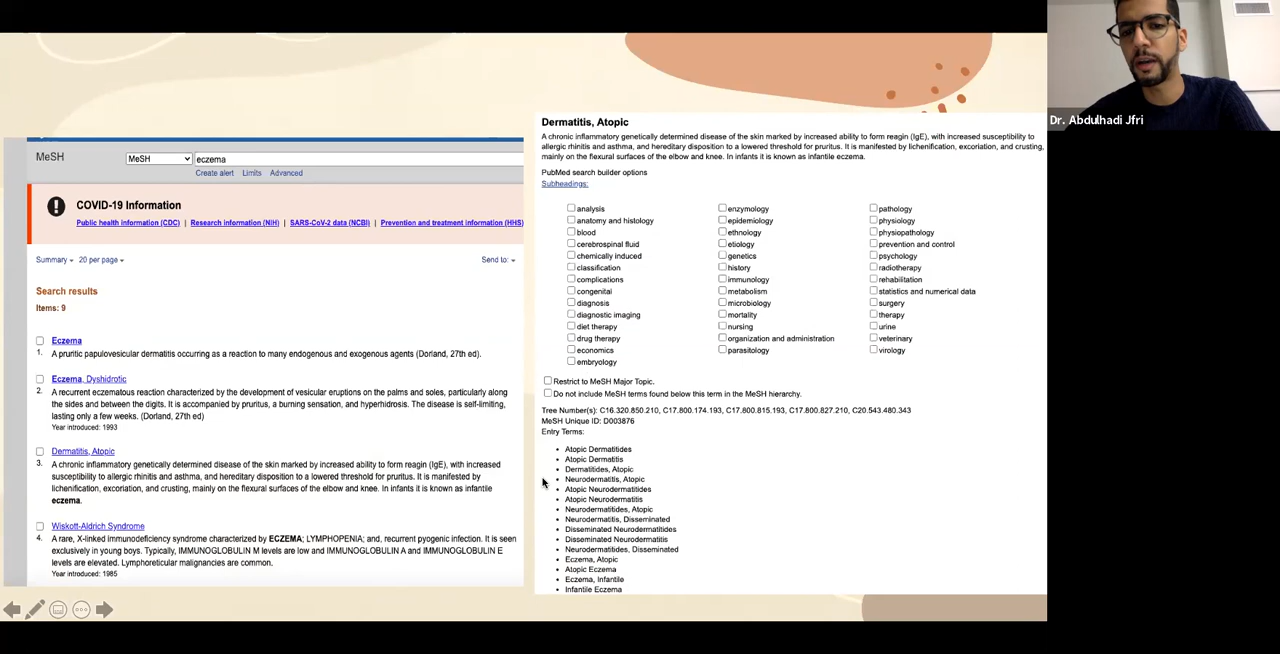 MeSH
MeSH
eczema
Create alert Limits Advanced
COVID-19 Information
Public health information (CDC) | Research information (NIH) | SARS-CoV-2 data (NCBI) | Prevention and treatment information (HHS)
Summary 20 per page Send to:
Search results
Items: 9
Eczema
1. A pruritic papulovesicular dermatitis occurring as a reaction to many endogenous and exogenous agents (Dorland, 27th ed).
Eczema, Dyshidrotic
2. A recurrent eczematous reaction characterized by the development of vesicular eruptions on the palms and soles, particularly
along the sides and between the digits. It is accompanied by pruritus, a burning sensation, and hyperhidrosis. The disease is self-limiting,
lasting only a few weeks. (Dorland, 27th ed)
Year introduced: 1993
Dermatitis, Atopic
3. A chronic inflammatory genetically determined disease of the skin marked by increased ability to form reagin (IgE), with increased
susceptibility to allergic rhinitis and asthma, and hereditary disposition to a lowered threshold for pruritus. It is manifested by
lichenification, excoriation, and crusting, mainly on the flexural surfaces of the elbow and knee. In infants it is known as infantile
eczema.
Wiskott-Aldrich Syndrome
4. A rare, X-linked immunodeficiency syndrome characterized by ECZEMA; LYMPHOPENIA; and, recurrent pyogenic infection. It is seen
exclusively in young boys. Typically, IMMUNOGLOBULIN M levels are low and IMMUNOGLOBULIN A and IMMUNOGLOBULIN E
levels are elevated. Lymphoreticular malignancies are common.
Year introduced: 1985
Dermatitis, Atopic
A chronic inflammatory genetically determined disease of the skin marked by increased ability to form reagin (IgE), with increased susceptibility to
allergic rhinitis and asthma, and hereditary disposition to a lowered threshold for pruritus. It is manifested by lichenification, excoriation, and crusting,
mainly on the flexural surfaces of the elbow and knee. In infants it is known as infantile eczema.
PubMed search builder options
Subheadings:
analysis
anatomy and histology
blood
cerebrospinal fluid
chemically induced
classification
complications
congenital
diagnosis
diagnostic imaging
diet therapy
drug therapy
economics
embryology
enzymology
epidemiology
ethnology
etiology
genetics
history
immunology
metabolism
microbiology
mortality
nursing
organization and administration
parasitology
pathology
physiology
physiopathology
prevention and control
psychology
radiotherapy
rehabilitation
statistics and numerical data
surgery
therapy
urine
veterinary
virology
Restrict to MeSH Major Topic.
Do not include MeSH terms found below this term in the MeSH hierarchy.
Tree Number(s): C16.320.850.210, C17.800.174.193, C17.800.815.193, C17.800.827.210, C20.543.480.343
MeSH Unique ID: D003876
Entry Terms:
Atopic Dermatitides
Atopic Dermatitis
Dermatitides, Atopic
Neurodermatitis, Atopic
Atopic Neurodermatitides
Atopic Neurodermatitis
Neurodermatitides, Atopic
Neurodermatitis, Disseminated
Disseminated Neurodermatitides
Disseminated Neurodermatitis
Neurodermatitides, Disseminated
Eczema, Atopic
Atopic Eczema
Eczema, Infantile
Infantile Eczema
Dr. Abdulhadi Jfri